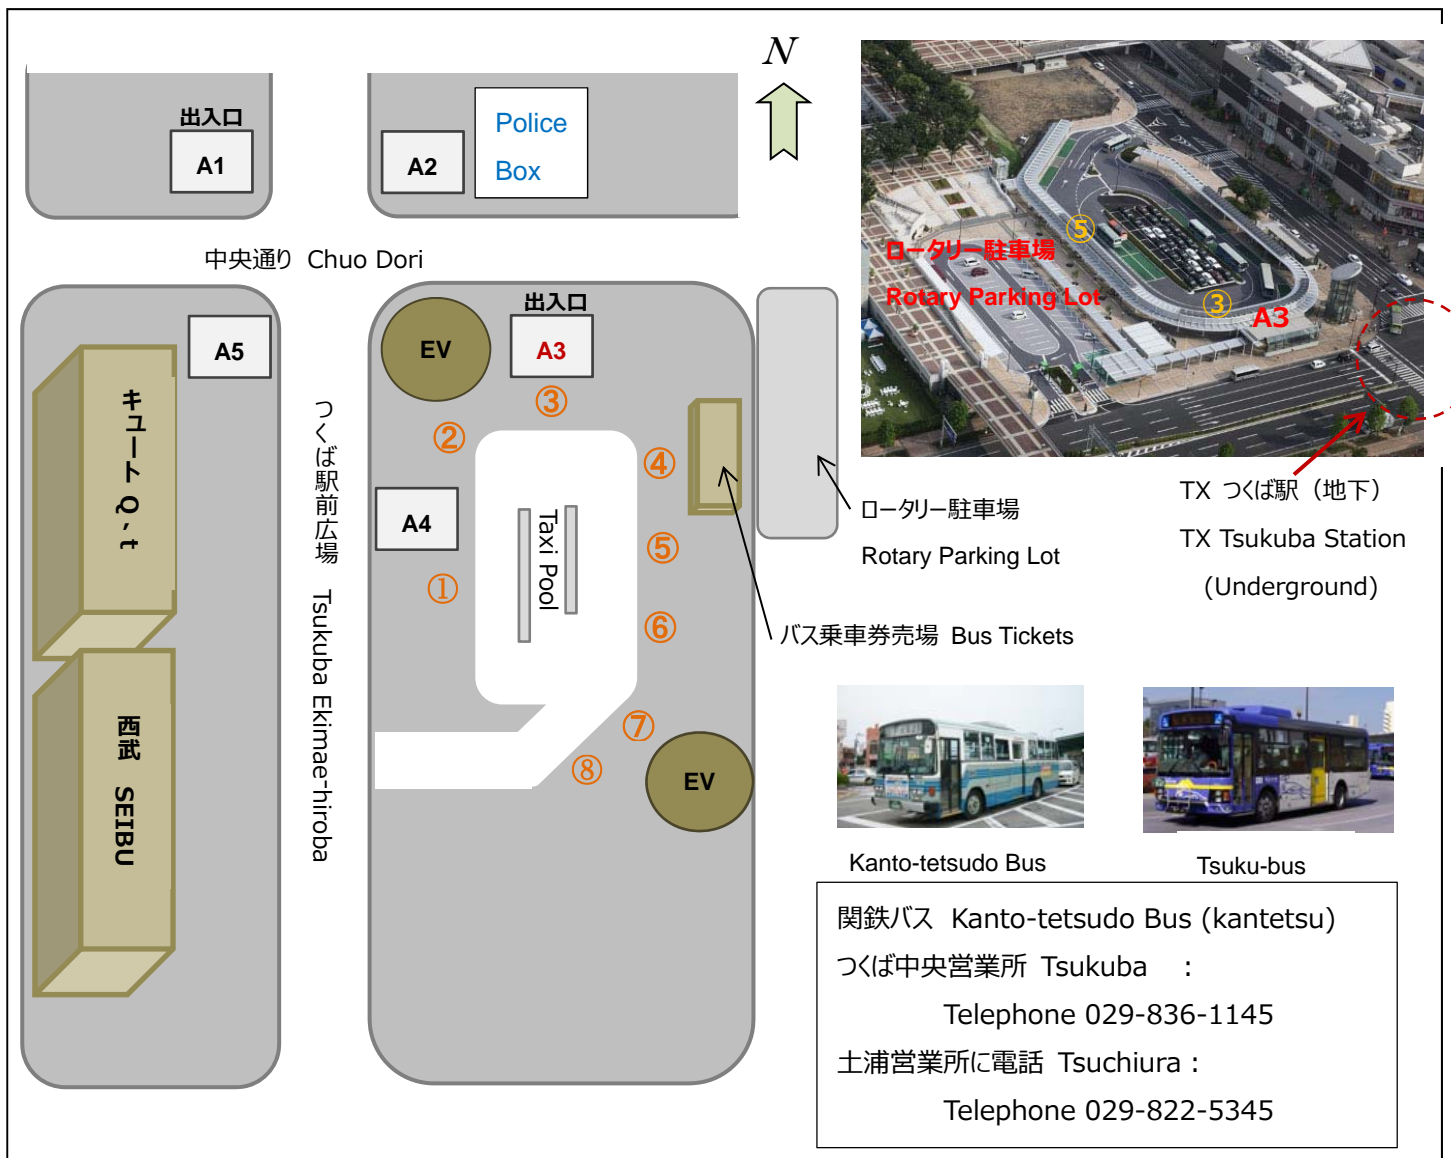 N
出入口
A1
A2
Police
Box
中央通り Chuo Dori
出入口
A5
EV
A3
キュート Q't
つくば駅前広場 Tsukuba Ekimae-hiroba
西武 SEIBU
③
②
④
A4
Taxi Pool
⑤
①
⑥
⑦
⑧
EV
⑤
ロータリー駐車場
Rotary Parking Lot
③
A3
ロータリー駐車場
Rotary Parking Lot
TX つくば駅（地下）
TX Tsukuba Station
(Underground)
バス乗車券売場 Bus Tickets
Kanto-tetsudo Bus
Tsuku-bus
関鉄バス Kanto-tetsudo Bus (kantetsu)
つくば中央営業所 Tsukuba :
Telephone 029-836-1145
土浦営業所に電話 Tsuchiura :
Telephone 029-822-5345